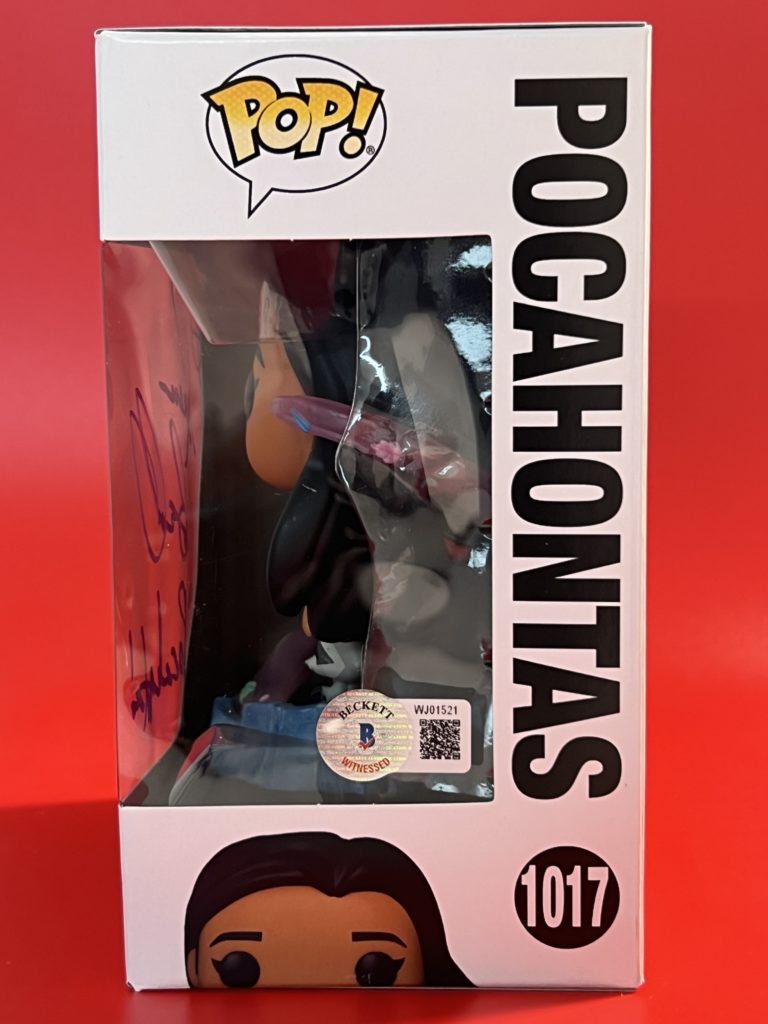 POP!
®
POCAHONTAS
BECKETT
B
WITNESSED
WJ01521
1017